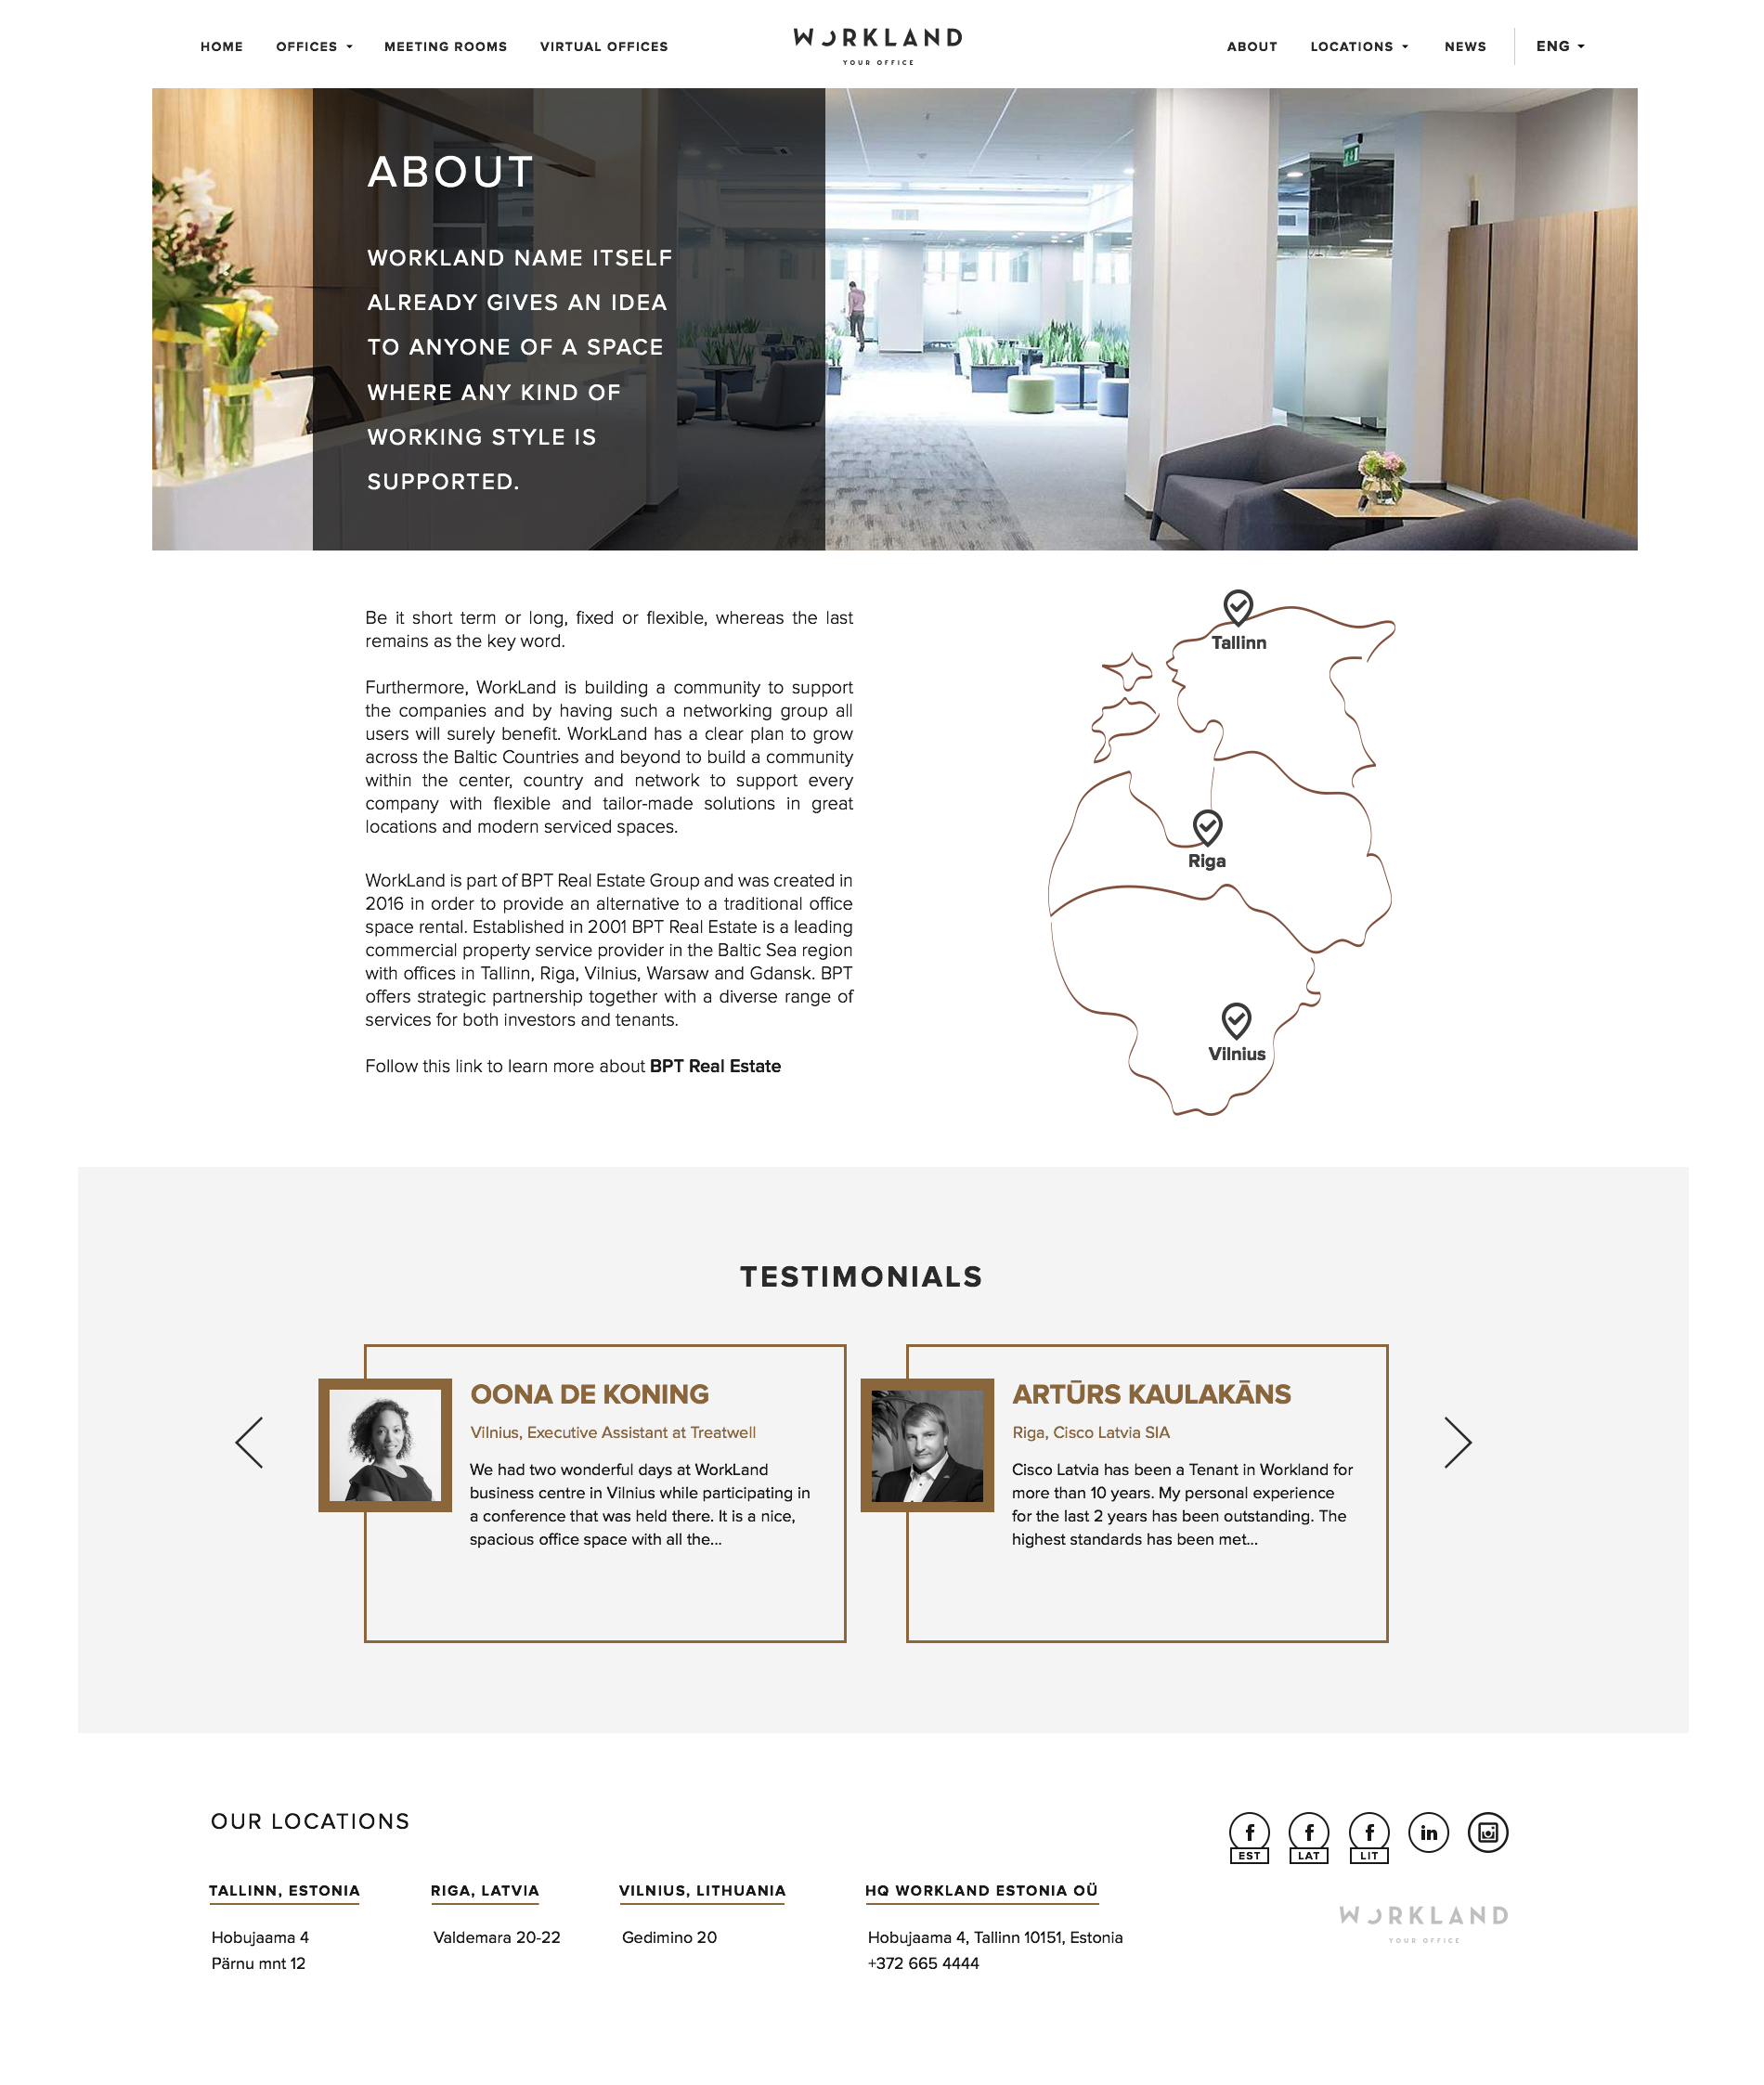 HOME OFFICES MEETING ROOMS VIRTUAL OFFICES WORKLAND ABOUT LOCATIONS NEWS ENG
YOUR OFFICE
ABOUT
WORKLAND NAME ITSELF
ALREADY GIVES AN IDEA
TO ANYONE OF A SPACE
WHERE ANY KIND OF
WORKING STYLE IS
SUPPORTED.
Be it short term or long, fixed or flexible, whereas the last
remains as the key word.
Furthermore, WorkLand is building a community to support
the companies and by having such a networking group all
users will surely benefit. WorkLand has a clear plan to grow
across the Baltic Countries and beyond to build a community
within the center, country and network to support every
company with flexible and tailor-made solutions in great
locations and modern serviced spaces.
WorkLand is part of BPT Real Estate Group and was created in
2016 in order to provide an alternative to a traditional office
space rental. Established in 2001 BPT Real Estate is a leading
commercial property service provider in the Baltic Sea region
with offices in Tallinn, Riga, Vilnius, Warsaw and Gdansk. BPT
offers strategic partnership together with a diverse range of
services for both investors and tenants.
Follow this link to learn more about BPT Real Estate
Tallinn
Riga
Vilnius
TESTIMONIALS
OONA DE KONING
Vilnius, Executive Assistant at Treatwell
We had two wonderful days at WorkLand
business centre in Vilnius while participating in
a conference that was held there. It is a nice,
spacious office space with all the...
ARTŪRS KAULAKĀNS
Riga, Cisco Latvia SIA
Cisco Latvia has been a Tenant in Workland for
more than 10 years. My personal experience
for the last 2 years has been outstanding. The
highest standards has been met...
OUR LOCATIONS
TALLINN, ESTONIA
Hobujaama 4
Pärnu mnt 12
RIGA, LATVIA
Valdemara 20-22
VILNIUS, LITHUANIA
Gedimino 20
HQ WORKLAND ESTONIA OÜ
Hobujaama 4, Tallinn 10151, Estonia
+372 665 4444
f f f in
EST LAT LIT
WORKLAND
YOUR OFFICE